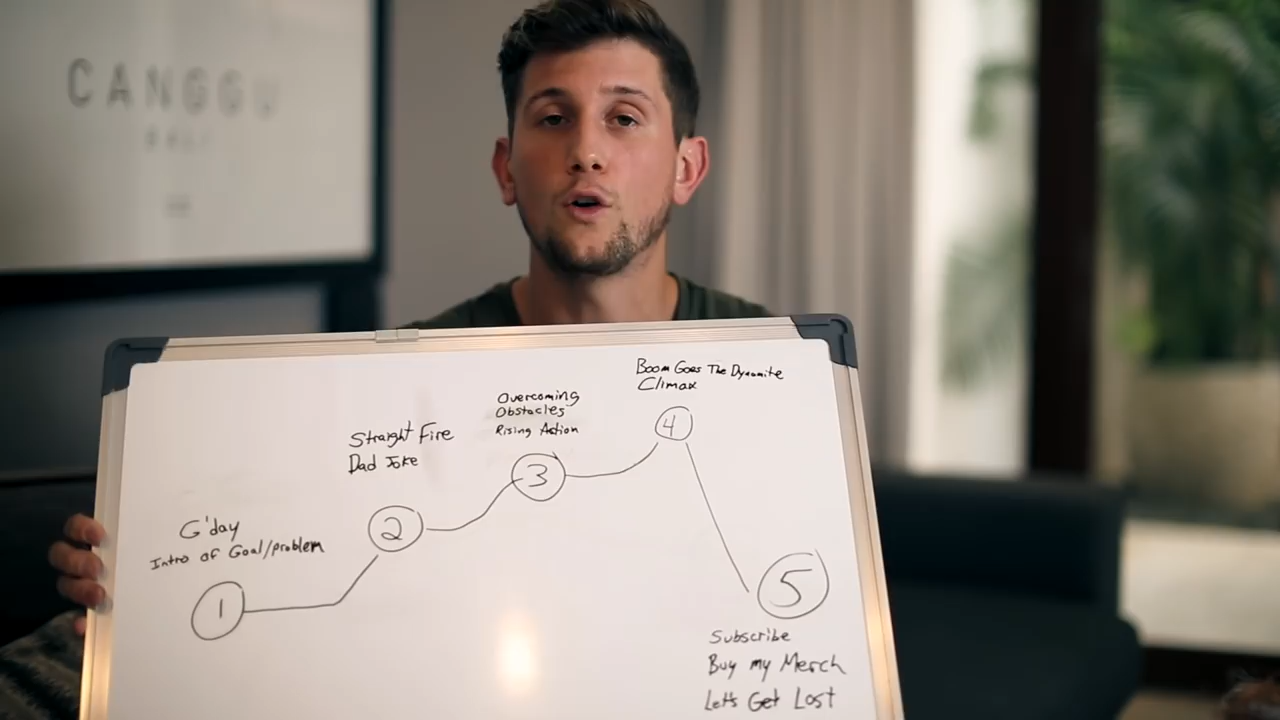 CANGGU
BALI
G'day
Intro of Goal/problem
1
Straight Fire
Dad Joke
2
Overcoming
Obstacles
Rising Action
3
Boom Goes The Dynamite
Climax
4
5
Subscribe
Buy my Merch
Let's Get Lost